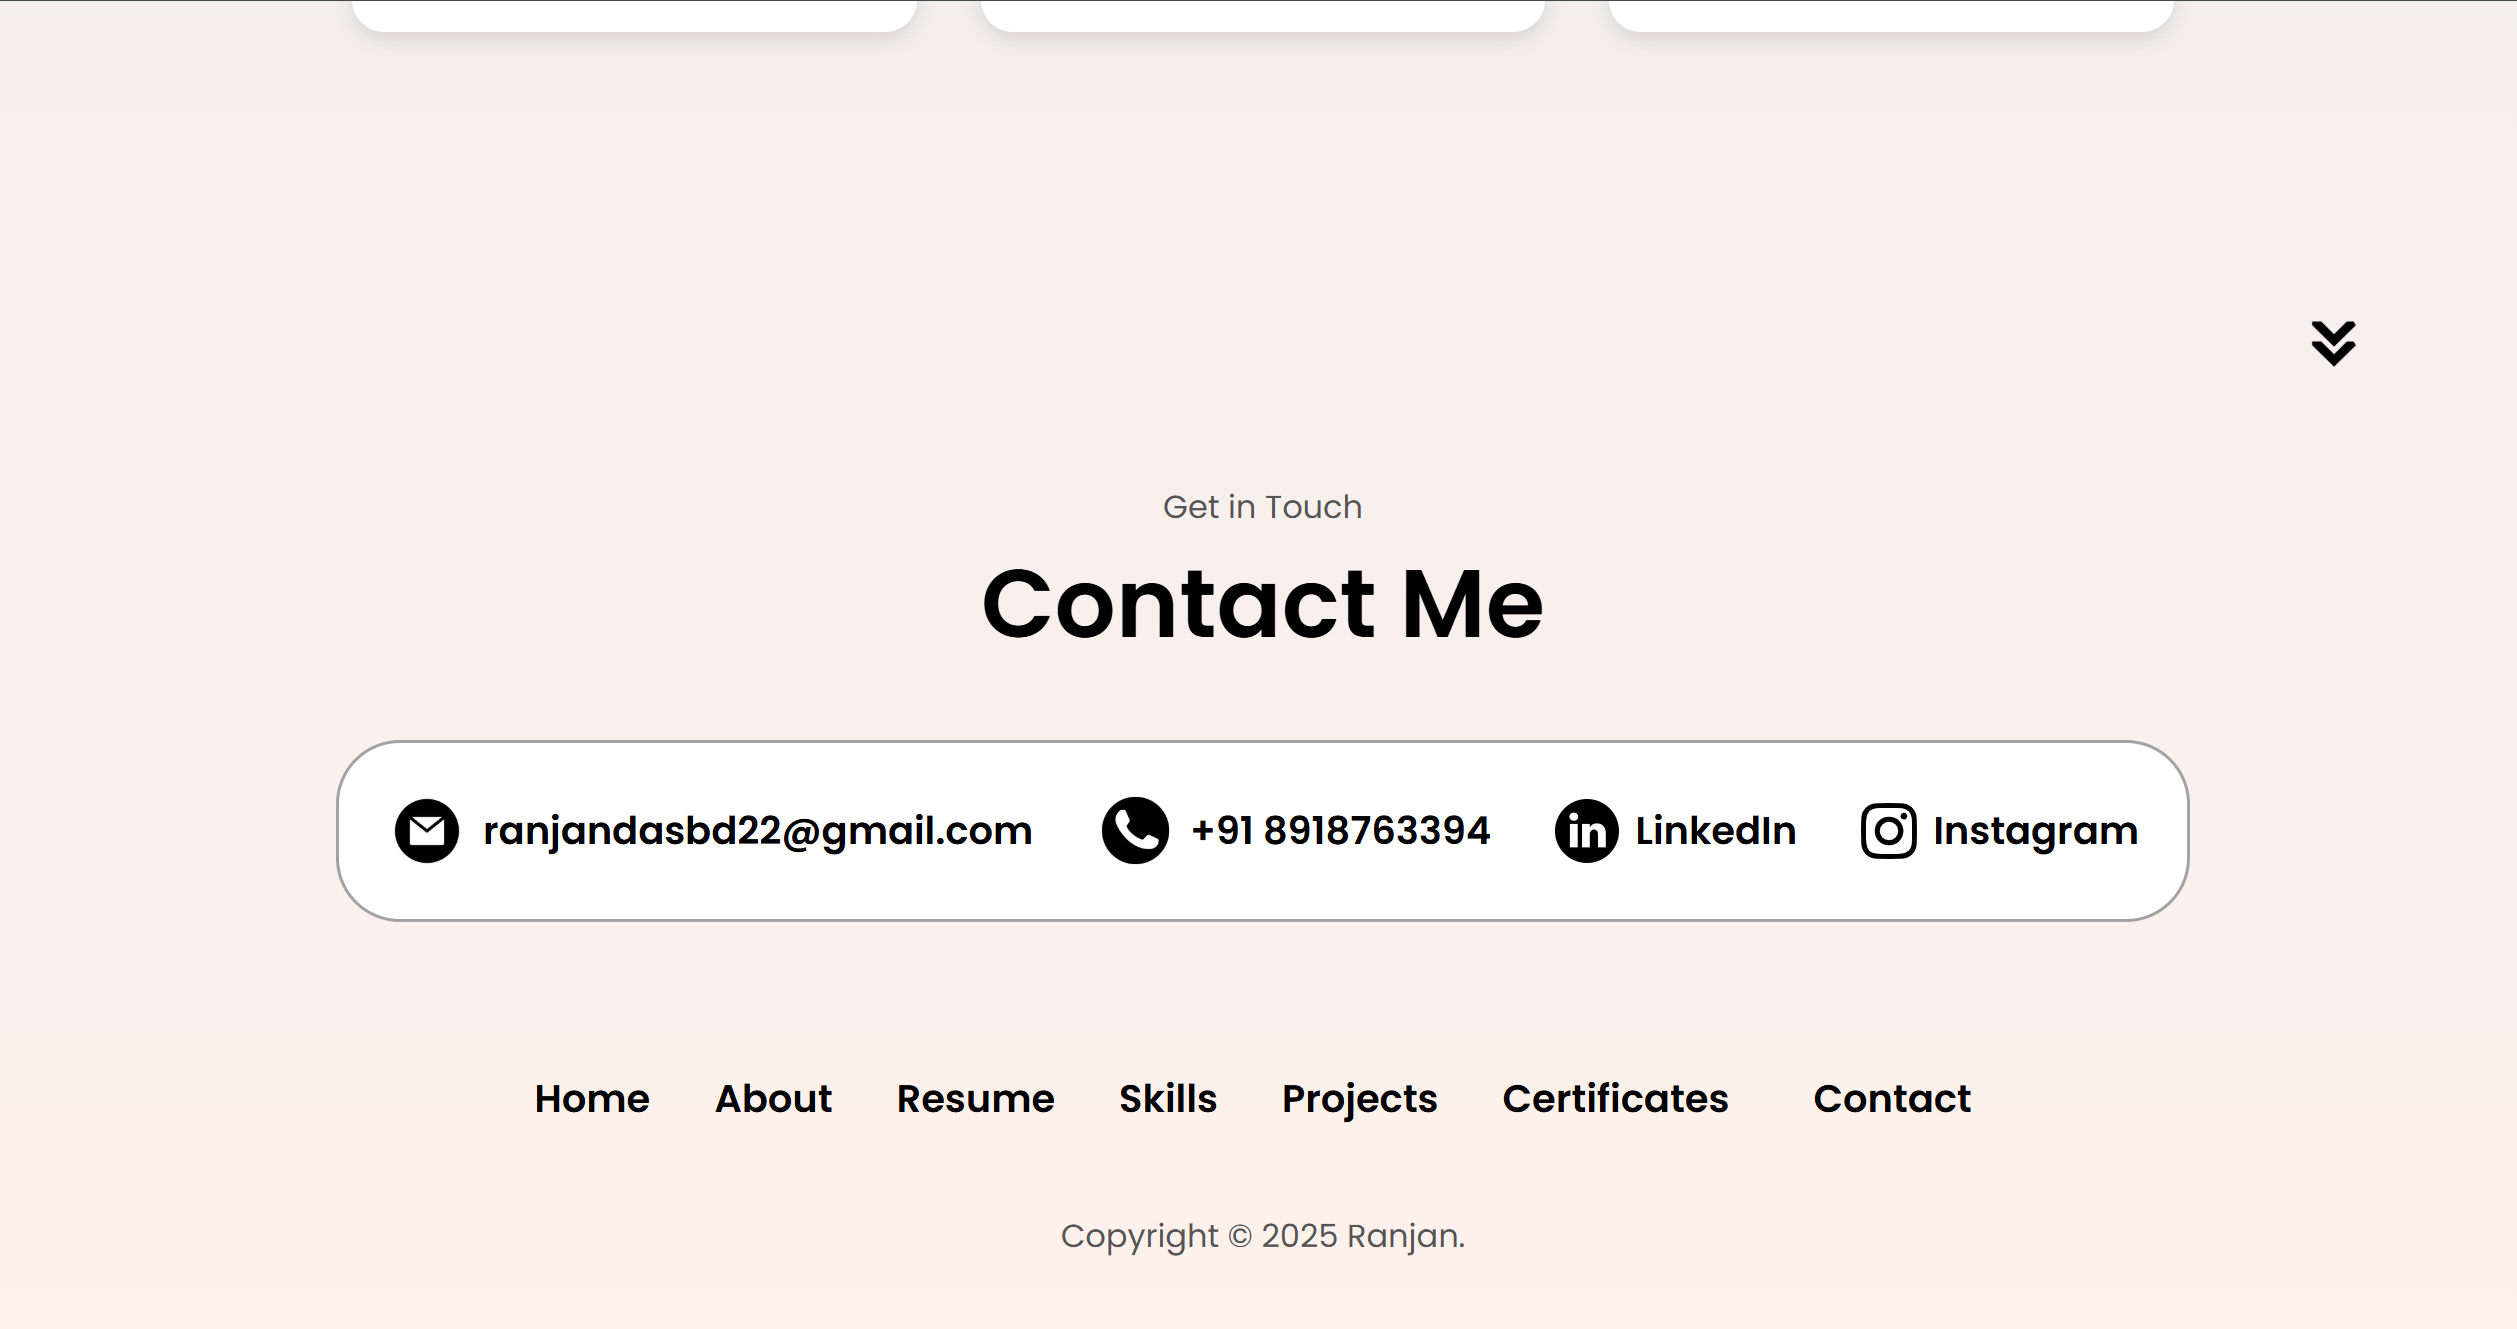 Get in Touch
Contact Me
ranjandasbd22@gmail.com +91 8918763394 LinkedIn Instagram
Home About Resume Skills Projects Certificates Contact
Copyright © 2025 Ranjan.